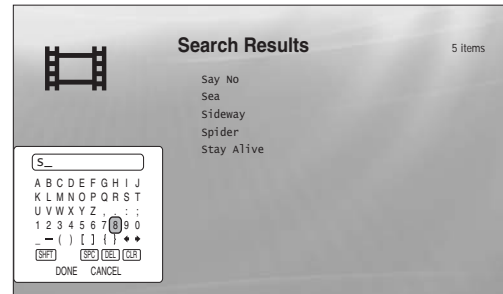 Search Results
5 items
Say No
Sea
Sideway
Spider
Stay Alive
S_
A B C D E F G H I J
K L M N O P Q R S T
U V W X Y Z , . : ;
1 2 3 4 5 6 7 8 9 0
_ – ( ) [ ] { }
SHFT SPC DEL CLR
DONE CANCEL